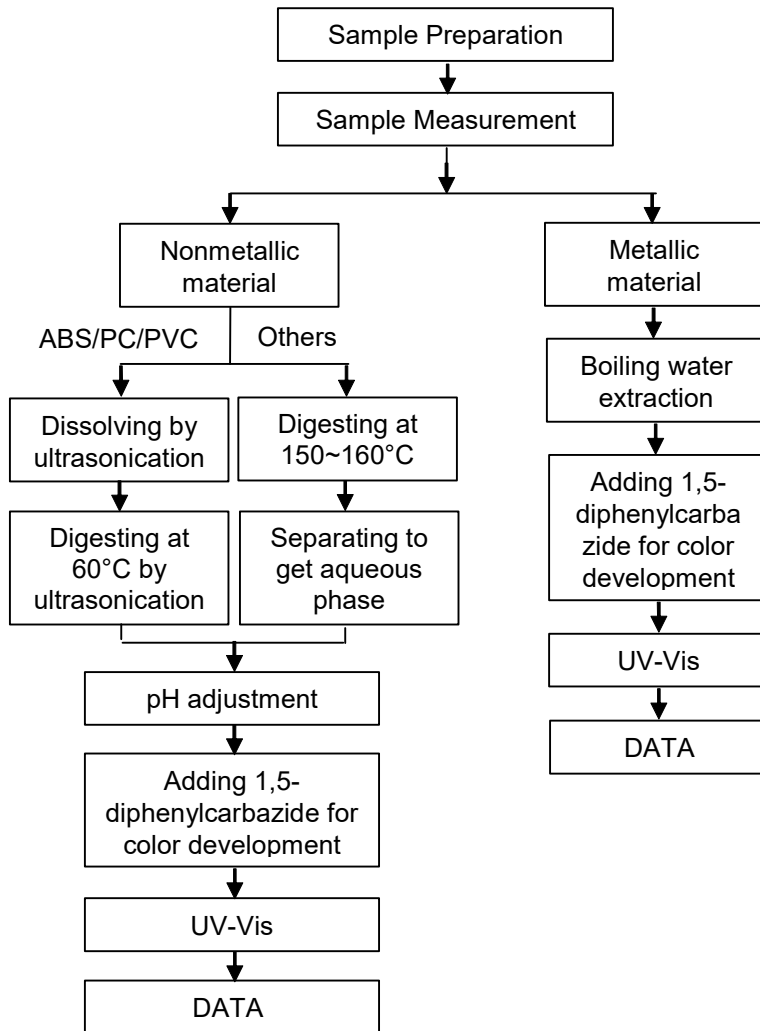 Sample Preparation
Sample Measurement
Nonmetallic
material
Metallic
material
ABS/PC/PVC
Others
Boiling water
extraction
Dissolving by
ultrasonication
Digesting at
150~160°C
Adding 1,5-
diphenylcarba
zide for color
development
Digesting at
60°C by
ultrasonication
Separating to
get aqueous
phase
UV-Vis
pH adjustment
DATA
Adding 1,5-
diphenylcarbazide for
color development
UV-Vis
DATA